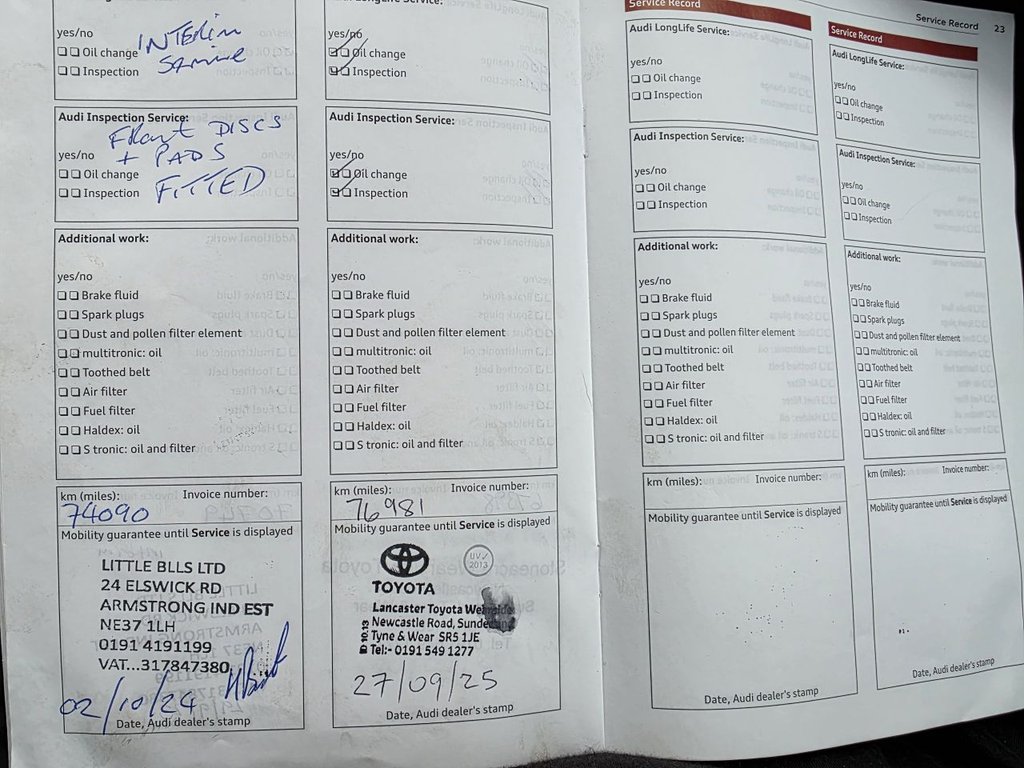 yes/no
Oil change
Inspection
INTERIM
SERVICE
Audi Inspection Service:
FRONT DISCS
+ PADS
FITTED
yes/no
Oil change
Inspection
Additional work:
yes/no
Brake fluid
Spark plugs
Dust and pollen filter element
multitronic: oil
Toothed belt
Air filter
Fuel filter
Haldex: oil
S tronic: oil and filter
km (miles): Invoice number:
74090
Mobility guarantee until Service is displayed
LITTLE BLLS LTD
24 ELSWICK RD
ARMSTRONG IND EST
NE37 1LH
0191 4191199
VAT...317847380
02/10/24
Date, Audi dealer's stamp
yes/no
Oil change
Inspection
Audi Inspection Service:
yes/no
Oil change
Inspection
Additional work:
yes/no
Brake fluid
Spark plugs
Dust and pollen filter element
multitronic: oil
Toothed belt
Air filter
Fuel filter
Haldex: oil
S tronic: oil and filter
km (miles): Invoice number:
76981
Mobility guarantee until Service is displayed
UV✓
2013
TOYOTA
Lancaster Toyota
Newcastle Road,
Tyne & Wear SR5 1JE
Tel:- 0191 549 1277
27/09/25
Date, Audi dealer's stamp
Service Record
Audi LongLife Service:
yes/no
Oil change
Inspection
Audi Inspection Service:
yes/no
Oil change
Inspection
Additional work:
yes/no
Brake fluid
Spark plugs
Dust and pollen filter element
multitronic: oil
Toothed belt
Air filter
Fuel filter
Haldex: oil
S tronic: oil and filter
km (miles): Invoice number:
Mobility guarantee until Service is displayed
Date, Audi dealer's stamp
Service Record 23
Service Record
Audi LongLife Service:
yes/no
Oil change
Inspection
Audi Inspection Service:
yes/no
Oil change
Inspection
Additional work:
yes/no
Brake fluid
Spark plugs
Dust and pollen filter element
multitronic: oil
Toothed belt
Air filter
Fuel filter
Haldex: oil
S tronic: oil and filter
km (miles): Invoice number:
Mobility guarantee until Service is displayed
Date, Audi dealer's stamp